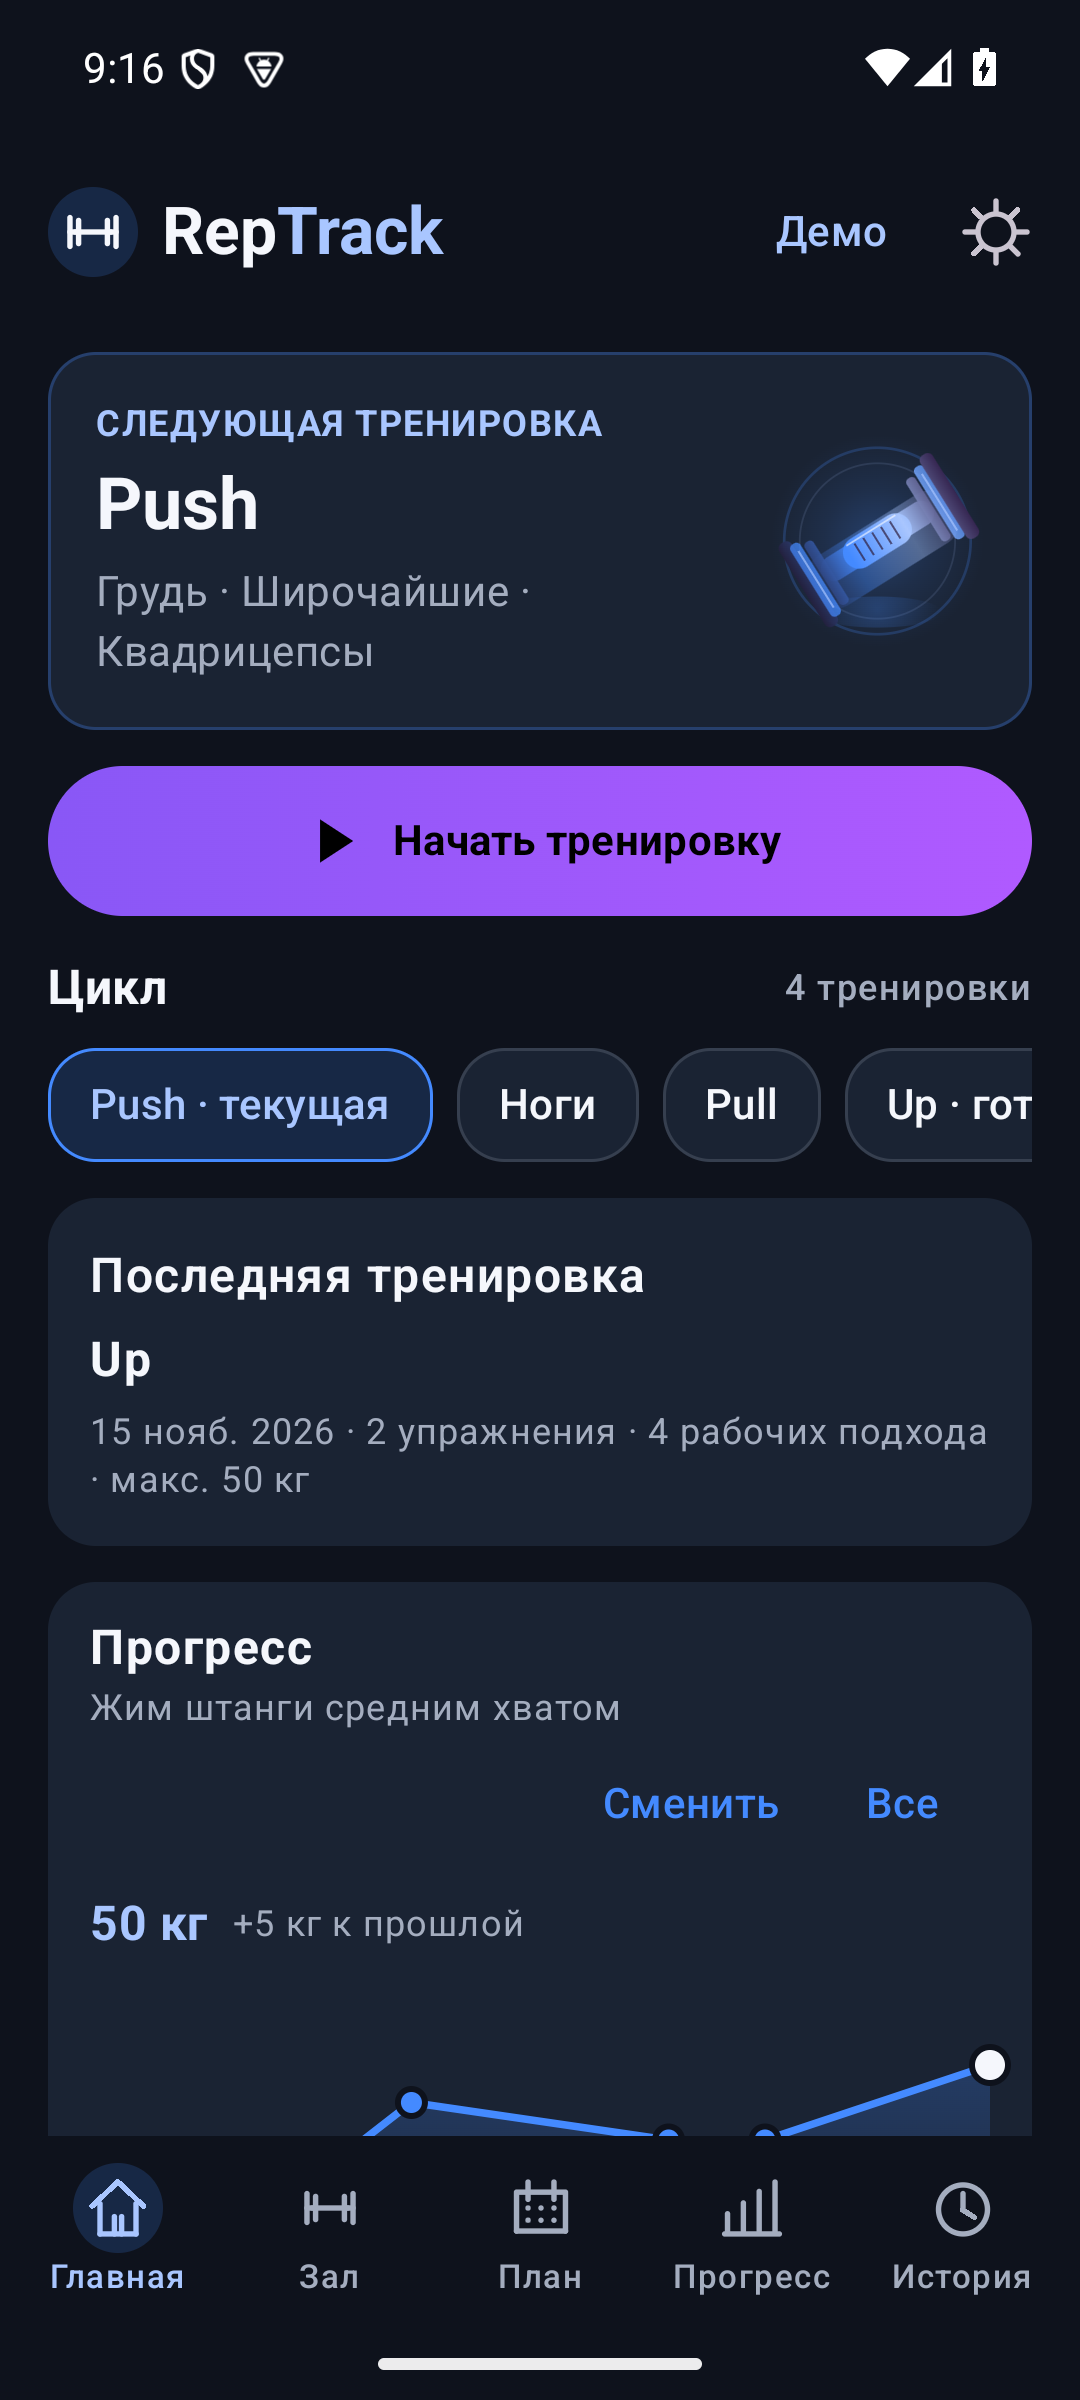 9:16
RepTrack
Демо
СЛЕДУЮЩАЯ ТРЕНИРОВКА
Push
Грудь · Широчайшие ·
Квадрицепсы
Начать тренировку
Цикл
4 тренировки
Push · текущая
Ноги
Pull
Up · гот
Последняя тренировка
Up
15 нояб. 2026 · 2 упражнения · 4 рабочих подхода
· макс. 50 кг
Прогресс
Жим штанги средним хватом
Сменить
Все
50 кг +5 кг к прошлой
Главная
Зал
План
Прогресс
История